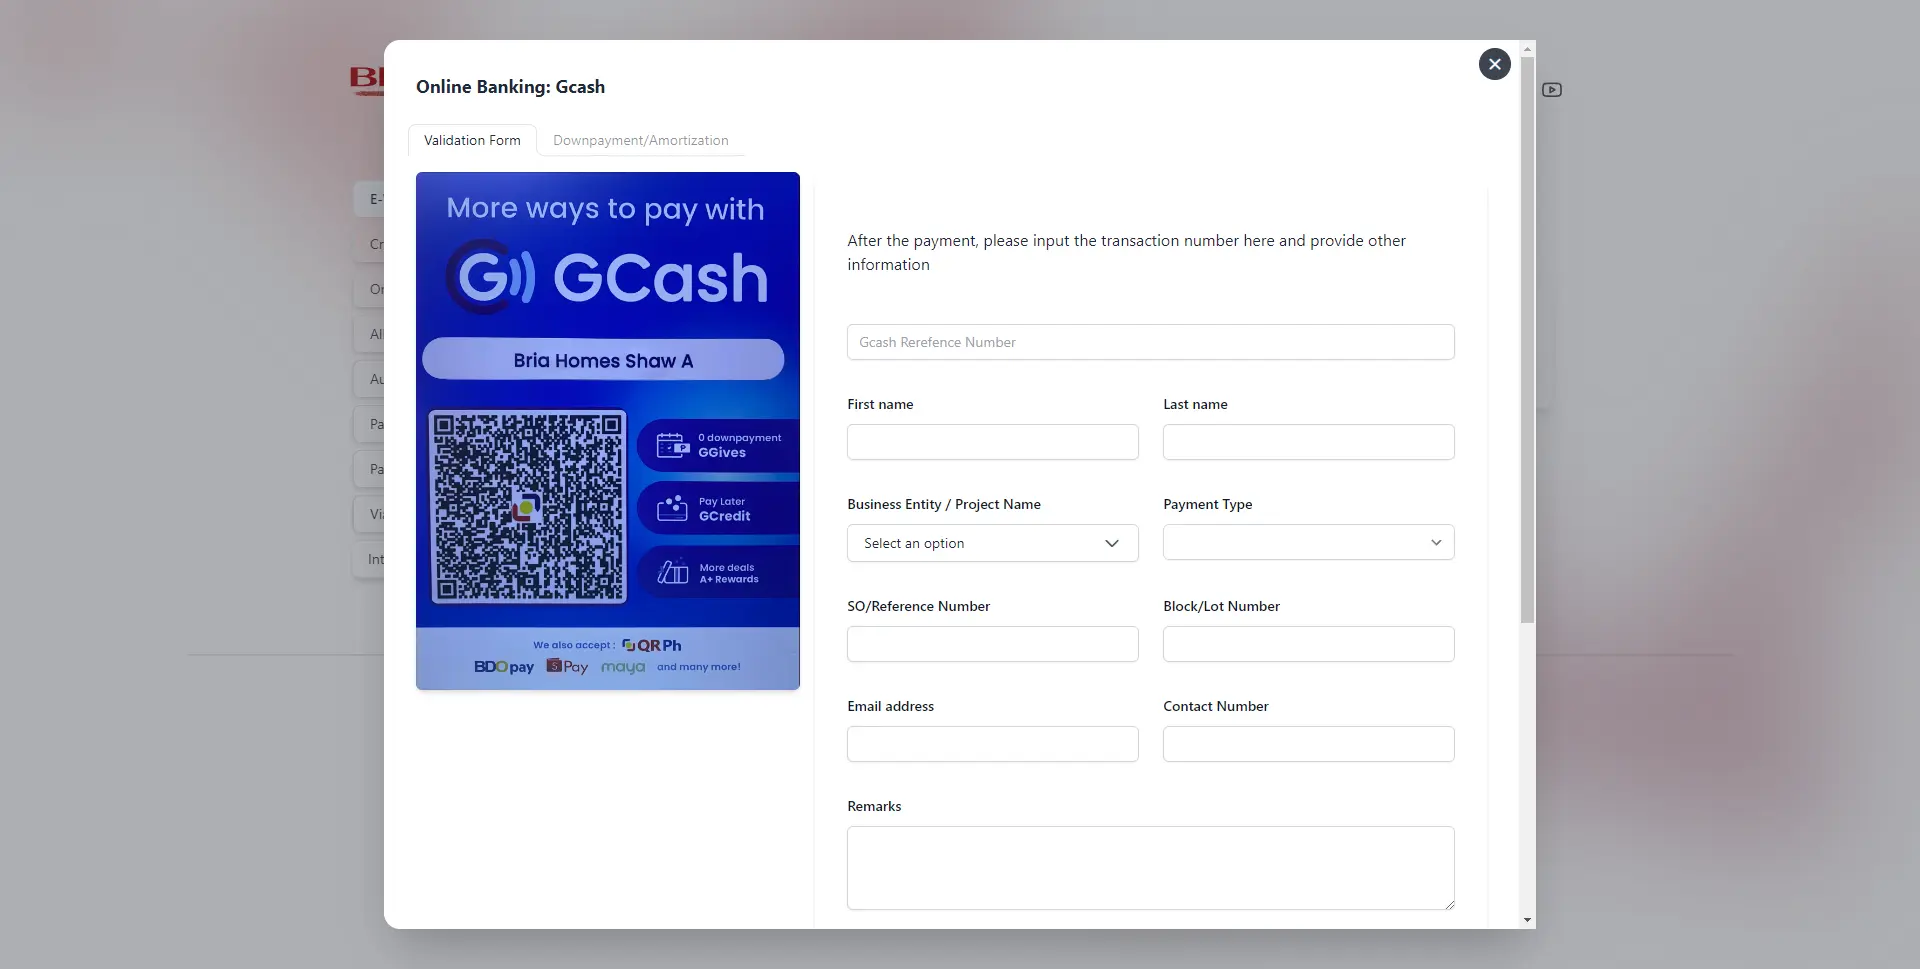 Online Banking: Gcash
Validation Form
Downpayment/Amortization
More ways to pay with
GCash
Bria Homes Shaw A
0 downpayment
GGives
Pay Later
GCredit
More deals
A+ Rewards
We also accept : QR Ph
BDO pay
Pay
maya
and many more!
After the payment, please input the transaction number here and provide other
information
Gcash Rerefence Number
First name
Last name
Business Entity / Project Name
Payment Type
Select an option
SO/Reference Number
Block/Lot Number
Email address
Contact Number
Remarks